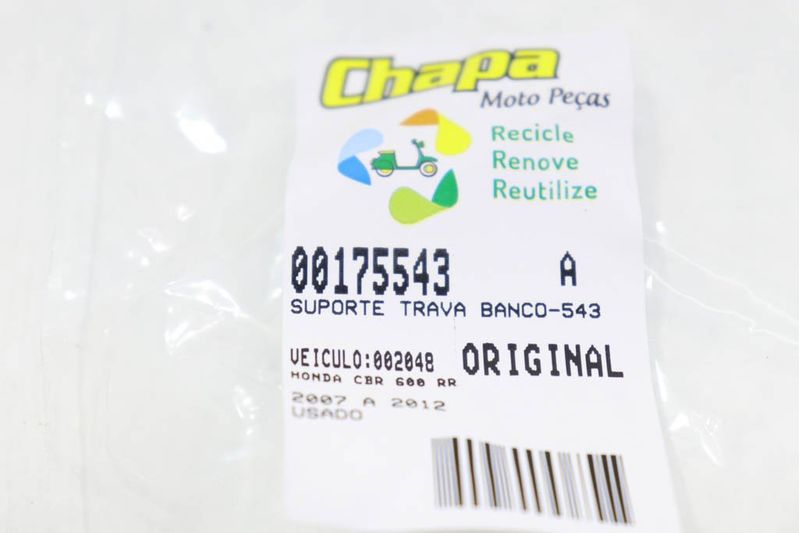 Chapa
Moto Peças
Recicle
Renove
Reutilize
00175543 A
SUPORTE TRAVA BANCO-543
VEICULO:002048 ORIGINAL
HONDA CBR 600 RR
2007 A 2012
USADO